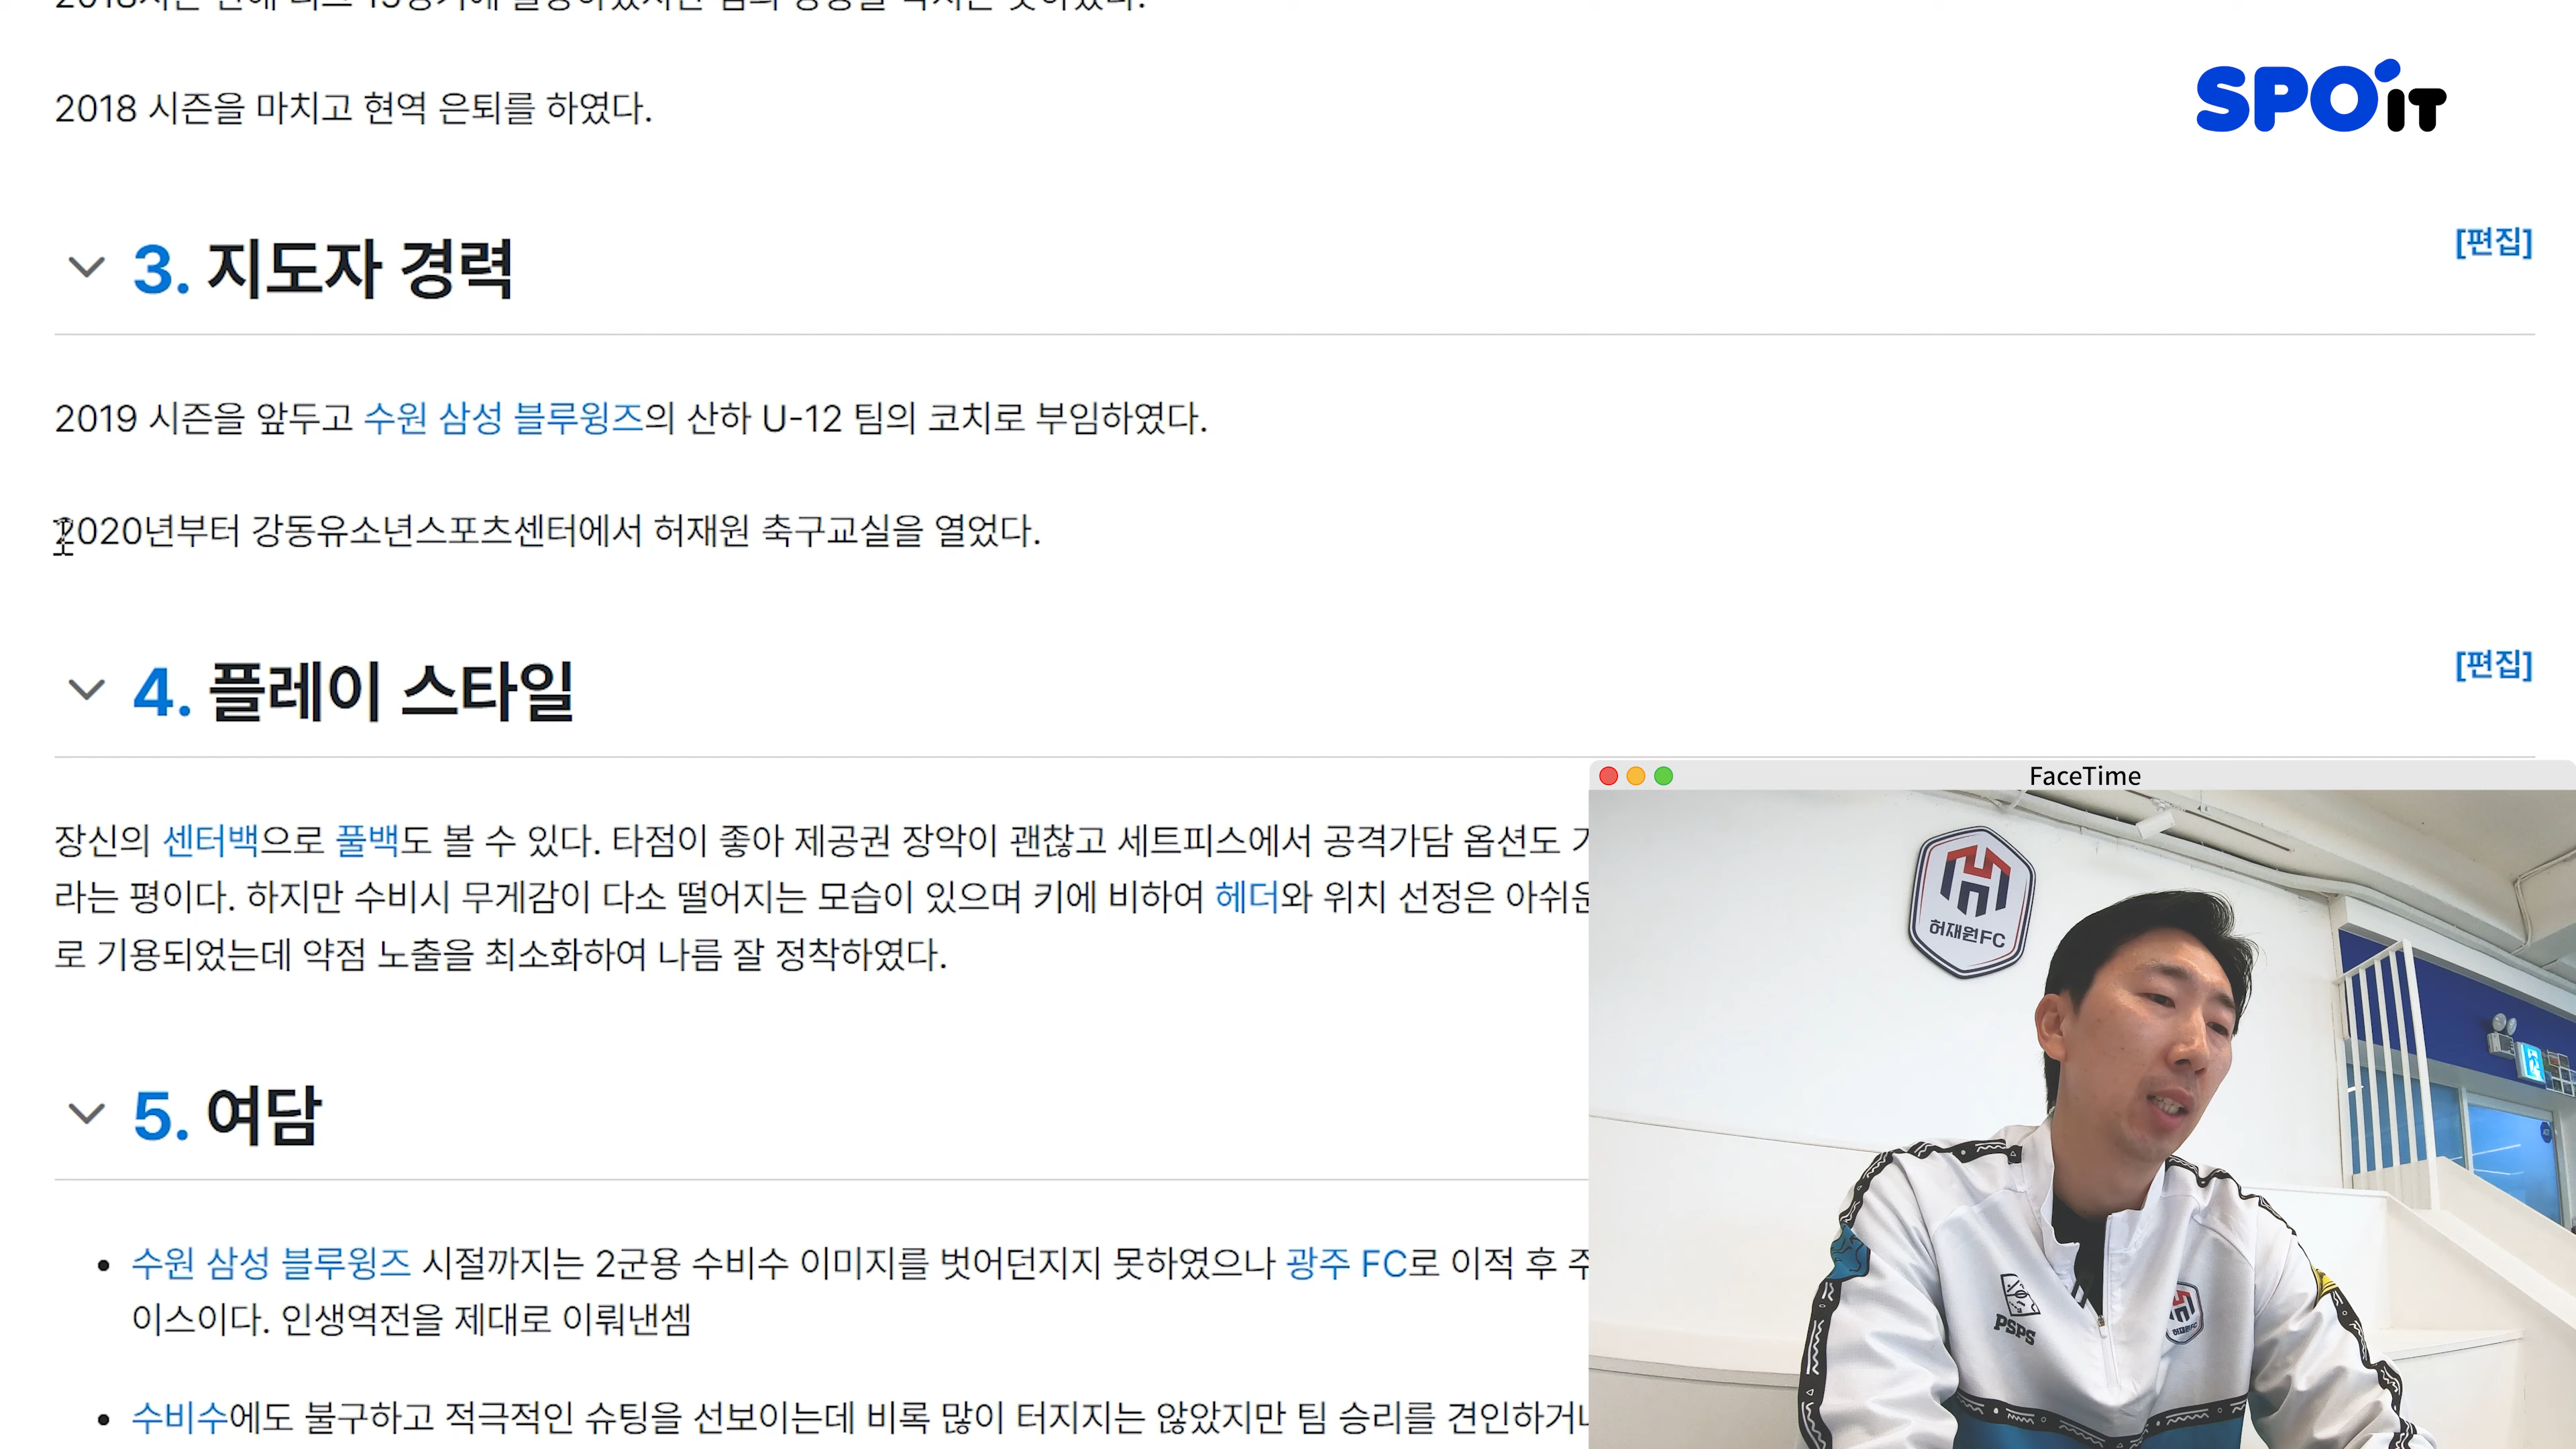 2018 시즌을 마치고 현역 은퇴를 하였다.
SPOiT
3. 지도자 경력
[편집]
2019 시즌을 앞두고 수원 삼성 블루윙즈의 산하 U-12 팀의 코치로 부임하였다.
2020년부터 강동유소년스포츠센터에서 허재원 축구교실을 열었다.
4. 플레이 스타일
[편집]
FaceTime
장신의 센터백으로 풀백도 볼 수 있다. 타점이 좋아 제공권 장악이 괜찮고 세트피스에서 공격가담 옵션도
라는 평이다. 하지만 수비시 무게감이 다소 떨어지는 모습이 있으며 키에 비하여 헤더와 위치 선정은
로 기용되었는데 약점 노출을 최소화하여 나름 잘 정착하였다.
허재원FC
5. 여담
수원 삼성 블루윙즈 시절까지는 2군용 수비수 이미지를 벗어던지지 못하였으나 광주 FC로 이적 후
이스이다. 인생역전을 제대로 이뤄낸셈
PSPS
허재원FC
수비수에도 불구하고 적극적인 슈팅을 선보이는데 비록 많이 터지지는 않았지만 팀 승리를